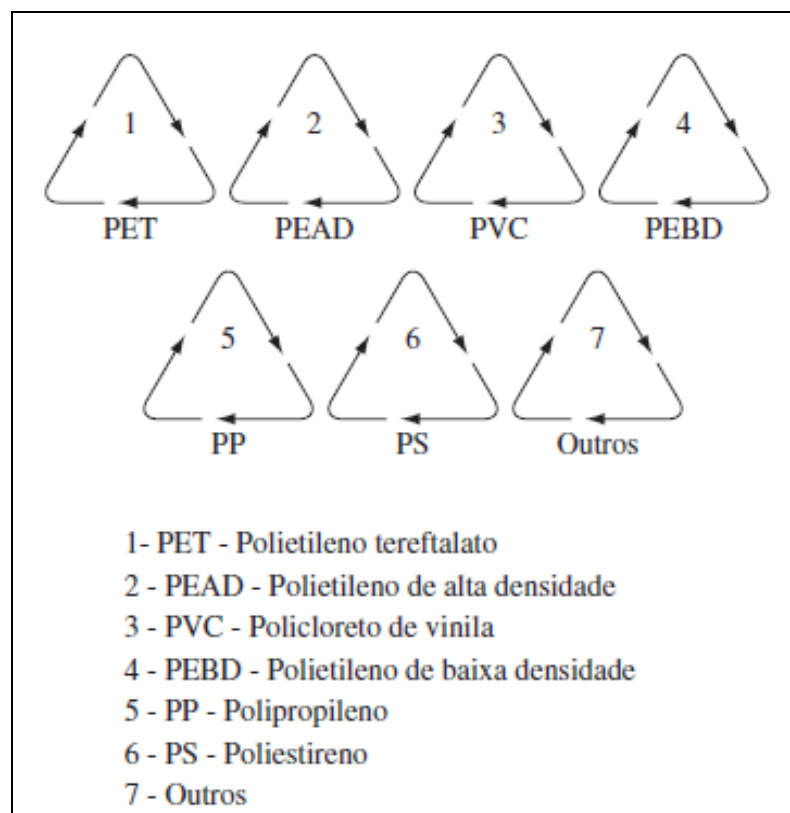 1 2 3 4
PET PEAD PVC PEBD
5 6 7
PP PS Outros
1- PET - Polietileno tereftalato
2 - PEAD - Polietileno de alta densidade
3 - PVC - Policloreto de vinila
4 - PEBD - Polietileno de baixa densidade
5 - PP - Polipropileno
6 - PS - Poliestireno
7 - Outros